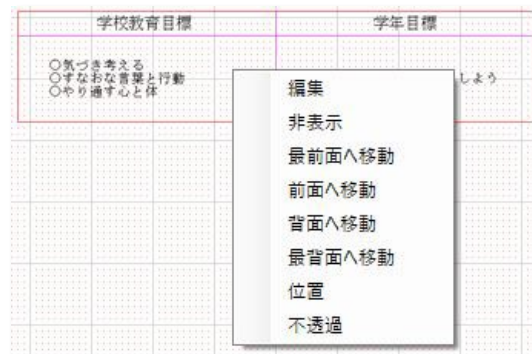 学校教育目標
学年目標
○気づき考える
○すなおな言葉と行動
○やり通す心と体
しよう
編集
非表示
最前面へ移動
前面へ移動
背面へ移動
最背面へ移動
位置
不透過